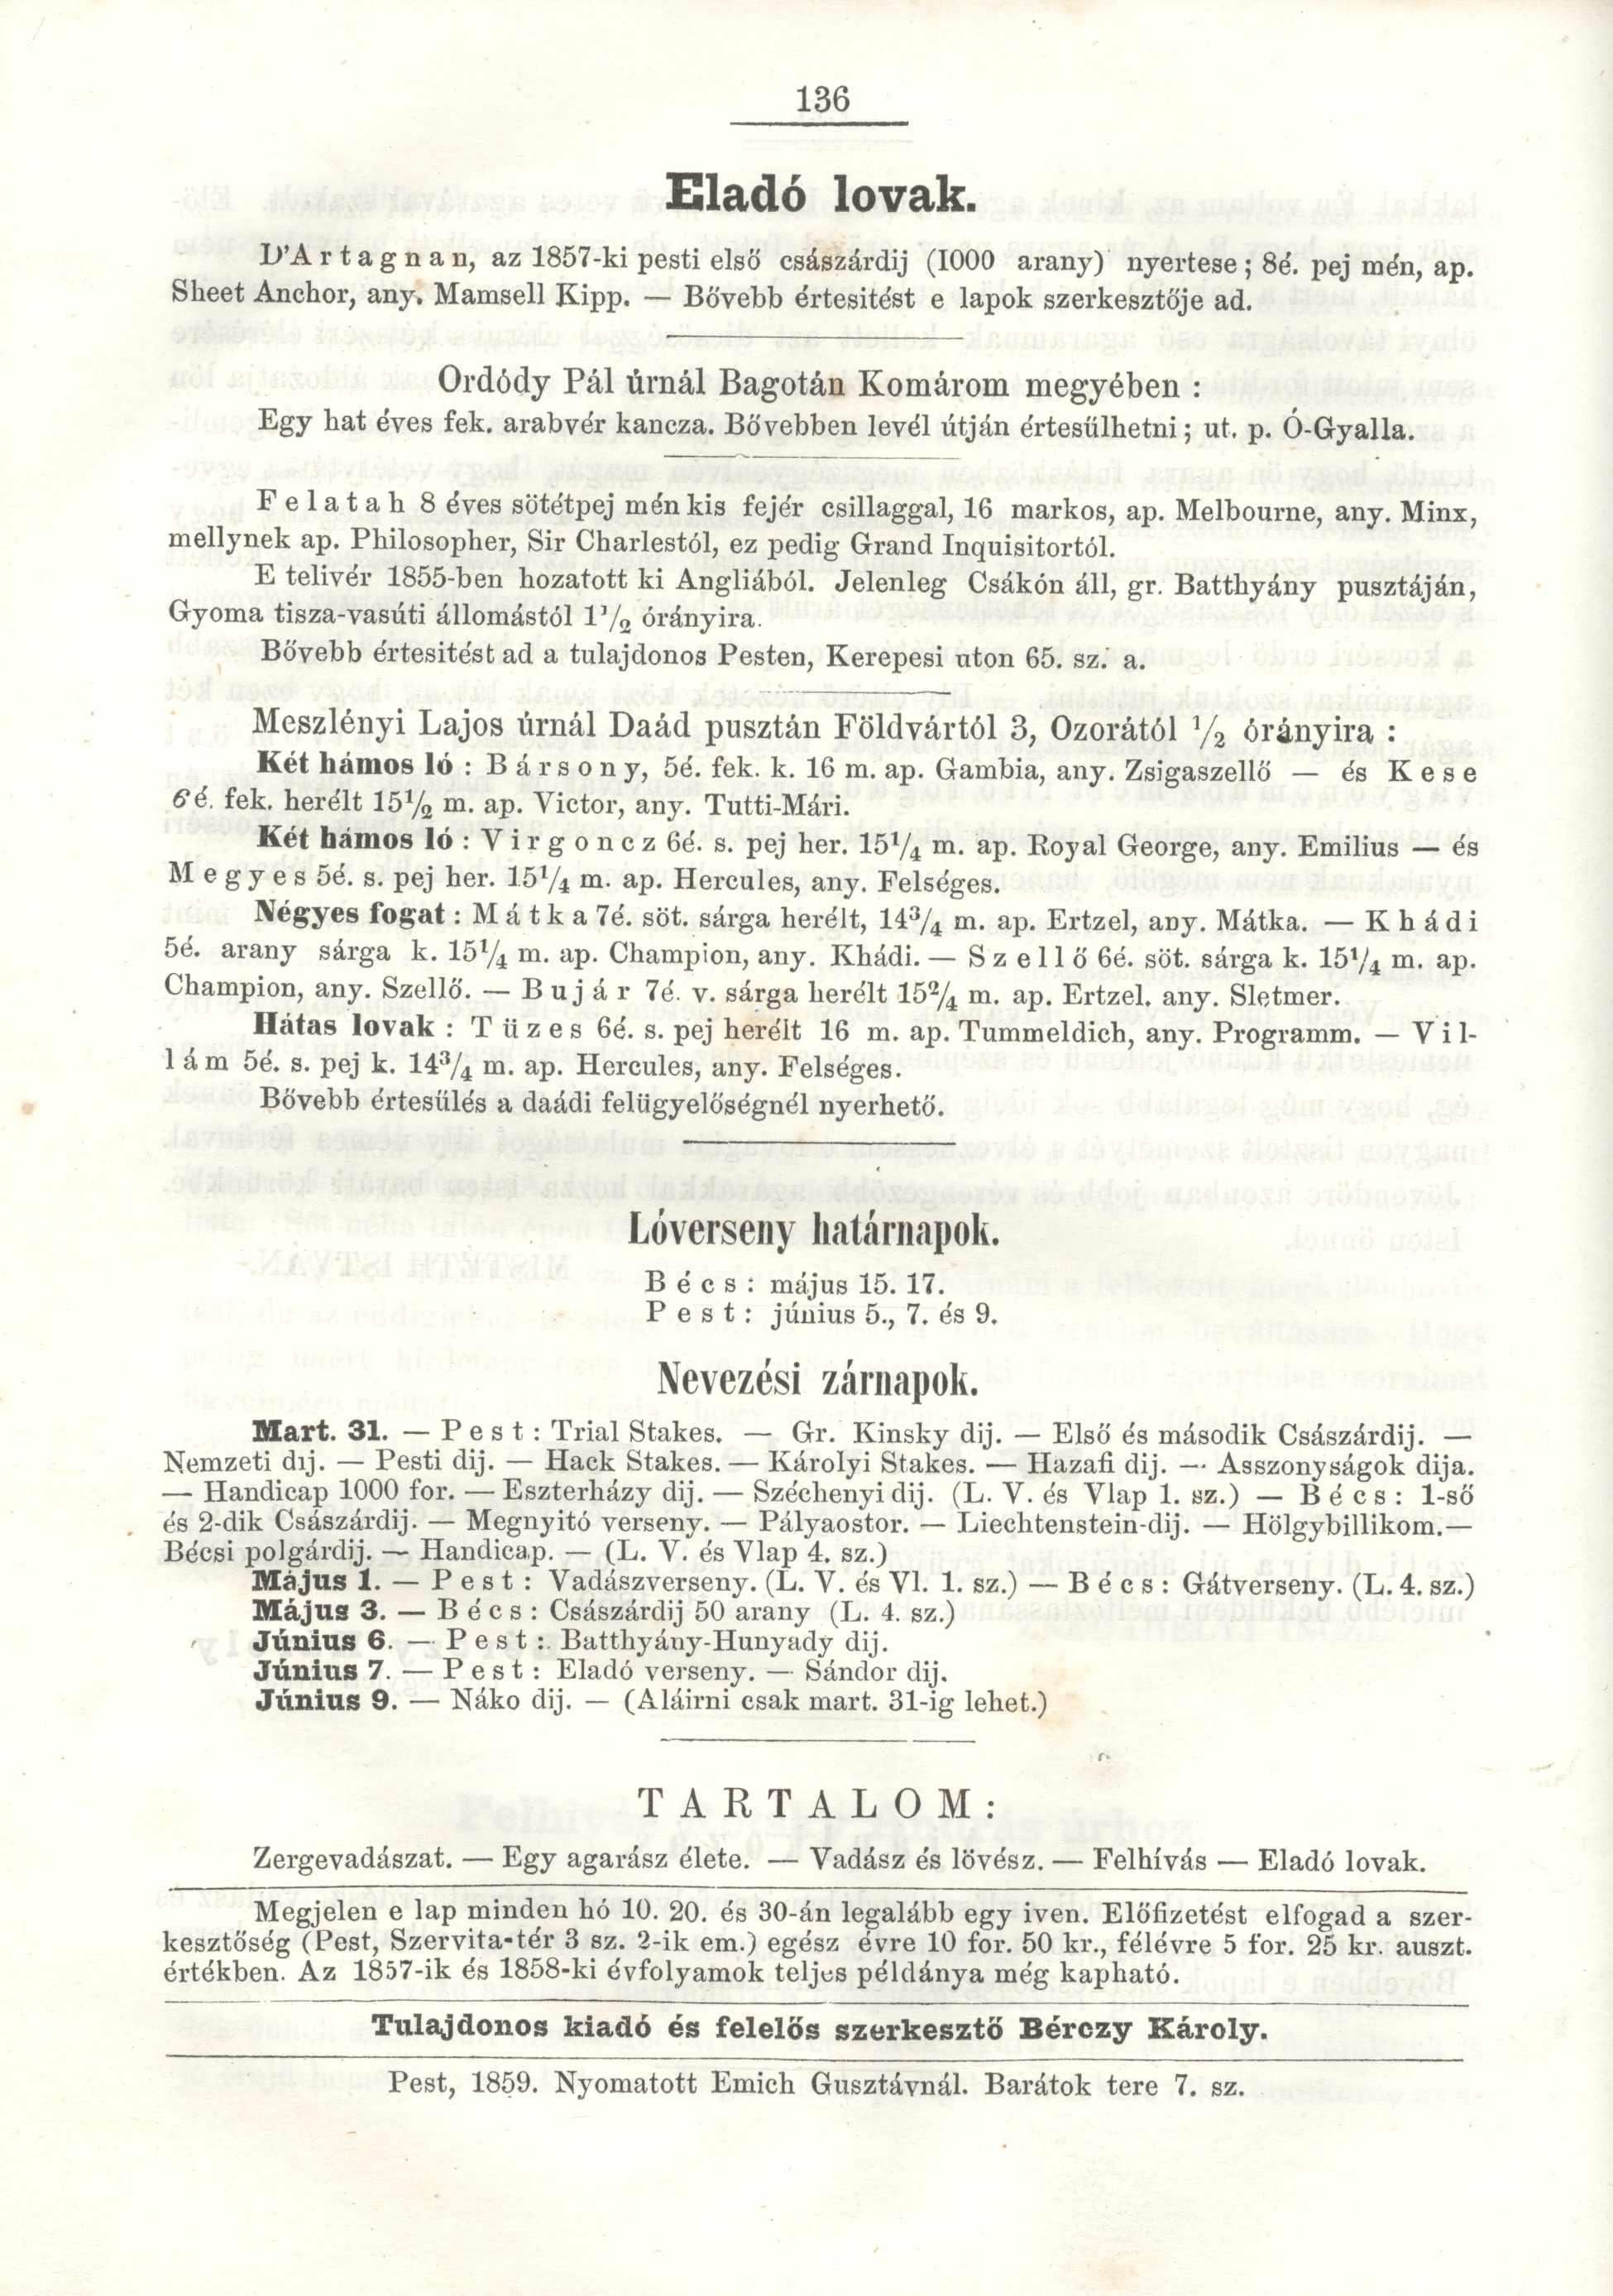 136
Eladó lovak.
D'Artagnan, az 1857-ki pesti első császárdij (1000 arany) nyertese; 8é. pej mén, ap.
Sheet Anchor, any. Mamsell Kipp. — Bővebb értesitést e lapok szerkesztője ad.
Ordódy Pál úrnál Bagotán Komárom megyében :
Egy hat éves fek. arabvér kancza. Bővebben levél útján értesülhetni; ut. p. Ó-Gyalla.
Felatah 8 éves sötétpej mén kis fejér csillaggal, 16 markos, ap. Melbourne, any. Minx,
mellynek ap. Philosopher, Sir Charlestól, ez pedig Grand Inquisitortól.
E telivér 1855-ben hozatott ki Angliából. Jelenleg Csákón áll, gr. Batthyány pusztáján,
Gyoma tisza-vasúti állomástól 1 1/2 órányira.
Bővebb értesitést ad a tulajdonos Pesten, Kerepesi uton 65. sz. a.
Meszlényi Lajos úrnál Daád pusztán Földvártól 3, Ozorától 1/2 órányira :
Két hámos ló : Bársony, 5é. fek. k. 16 m. ap. Gambia, any. Zsigaszellő — és Kese
6é. fek. herélt 15 1/2 m. ap. Victor, any. Tutti-Mári.
Két hámos ló : Virgoncz 6é. s. pej her. 15 1/4 m. ap. Royal George, any. Emilius — és
Megyes 5é. s. pej her. 15 1/4 m. ap. Hercules, any. Felséges.
Négyes fogat : Mátka 7é. söt. sárga herélt, 14 3/4 m. ap. Ertzel, any. Mátka. — Khádi
5é. arany sárga k. 15 1/4 m. ap. Champion, any. Khádi. — Szellő 6é. söt. sárga k. 15 1/4 m. ap.
Champion, any. Szellő. — Bujár 7é. v. sárga herélt 15 2/4 m. ap. Ertzel. any. Sletmer.
Hátas lovak : Tüzes 6é. s. pej herélt 16 m. ap. Tummeldich, any. Programm. — Vil-
lám 5é. s. pej k. 14 3/4 m. ap. Hercules, any. Felséges.
Bővebb értesülés a daádi felügyelőségnél nyerhető.
Lóverseny határnapok.
Bécs: május 15. 17.
Pest: június 5., 7. és 9.
Nevezési zárnapok.
Mart. 31. — Pest: Trial Stakes. — Gr. Kinsky dij. — Első és második Császárdij. —
Nemzeti dij. — Pesti dij. — Hack Stakes. — Károlyi Stakes. — Hazafi dij. — Asszonyságok dija.
— Handicap 1000 for. — Eszterházy dij. — Széchenyi dij. (L. V. és Vlap 1. sz.) — Bécs: 1-ső
és 2-dik Császárdij. — Megnyitó verseny. — Pályaostor. — Liechtenstein-dij. — Hölgybillikom. —
Bécsi polgárdij. — Handicap. — (L. V. és Vlap 4. sz.)
Május 1. — Pest: Vadászverseny. (L. V. és Vl. 1. sz.) — Bécs: Gátverseny. (L. 4. sz.)
Május 3. — Bécs: Császárdij 50 arany (L. 4. sz.)
Június 6. — Pest: Batthyány-Hunyady dij.
Június 7. — Pest: Eladó verseny. — Sándor dij.
Június 9. — Náko dij. — (Aláirni csak mart. 31-ig lehet.)
TARTALOM:
Zergevadászat. — Egy agarász élete. — Vadász és lövész. — Felhívás — Eladó lovak.
Megjelen e lap minden hó 10. 20. és 30-án legalább egy iven. Előfizetést elfogad a szer-
kesztőség (Pest, Szervita-tér 3 sz. 2-ik em.) egész évre 10 for. 50 kr., félévre 5 for. 25 kr. auszt.
értékben. Az 1857-ik és 1858-ki évfolyamok teljes példánya még kapható.
Tulajdonos kiadó és felelős szerkesztő Bérczy Károly.
Pest, 1859. Nyomatott Emich Gusztávnál. Barátok tere 7. sz.